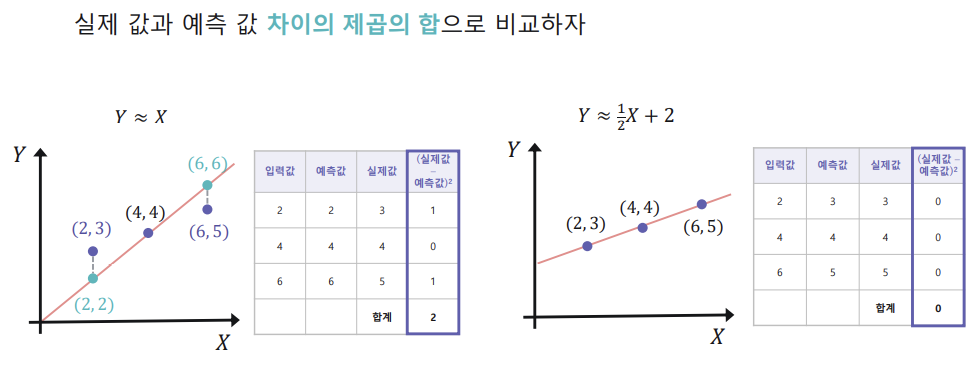 실제 값과 예측 값 차이의 제곱의 합으로 비교하자
Y ≈ X
Y
(6, 6)
(4, 4)
(2, 3)
(6, 5)
(2, 2)
X
입력값 예측값 실제값 (실제값 – 예측값)²
2 2 3 1
4 4 4 0
6 6 5 1
합계 2
Y ≈ 1/2 X + 2
Y
(2, 3)
(4, 4)
(6, 5)
X
입력값 예측값 실제값 (실제값 – 예측값)²
2 3 3 0
4 4 4 0
6 5 5 0
합계 0